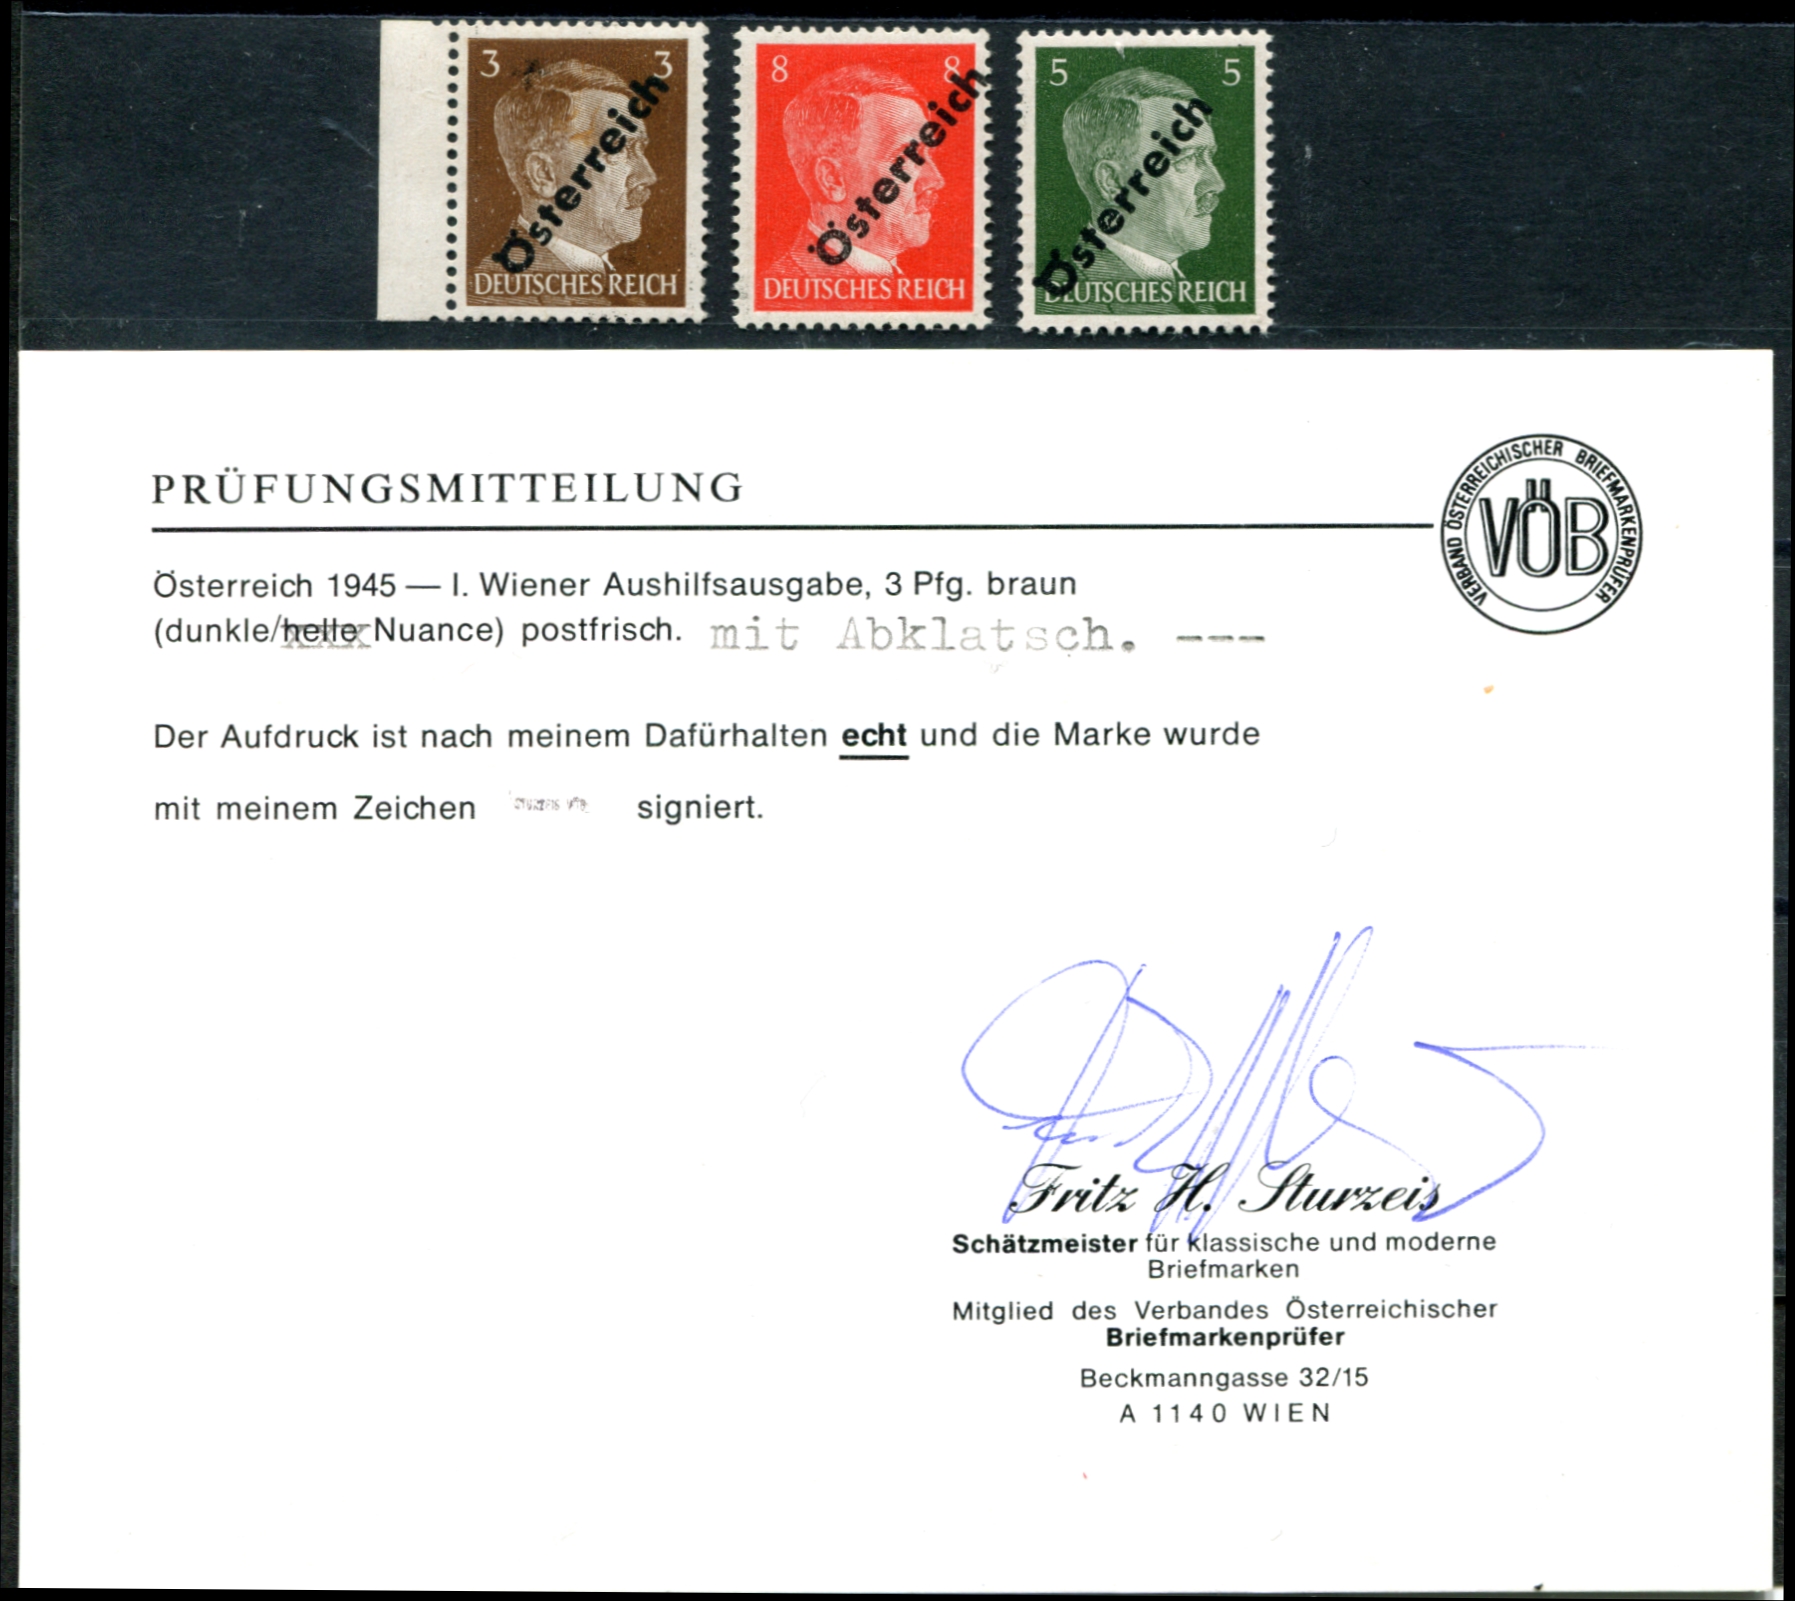 3 3
Österreich
DEUTSCHES REICH
8 8
Österreich
DEUTSCHES REICH
5 5
Österreich
DEUTSCHES REICH
PRÜFUNGSMITTEILUNG
VERBAND ÖSTERREICHISCHER BRIEFMARKENPRÜFER
VÖB
Österreich 1945 — I. Wiener Aushilfsausgabe, 3 Pfg. braun
(dunkle/helle Nuance) postfrisch. mit Abklatsch. ---
Der Aufdruck ist nach meinem Dafürhalten echt und die Marke wurde
mit meinem Zeichen STURZEIS VÖB signiert.
Fritz H. Sturzeis
Schätzmeister für klassische und moderne
Briefmarken
Mitglied des Verbandes Österreichischer
Briefmarkenprüfer
Beckmanngasse 32/15
A 1140 WIEN